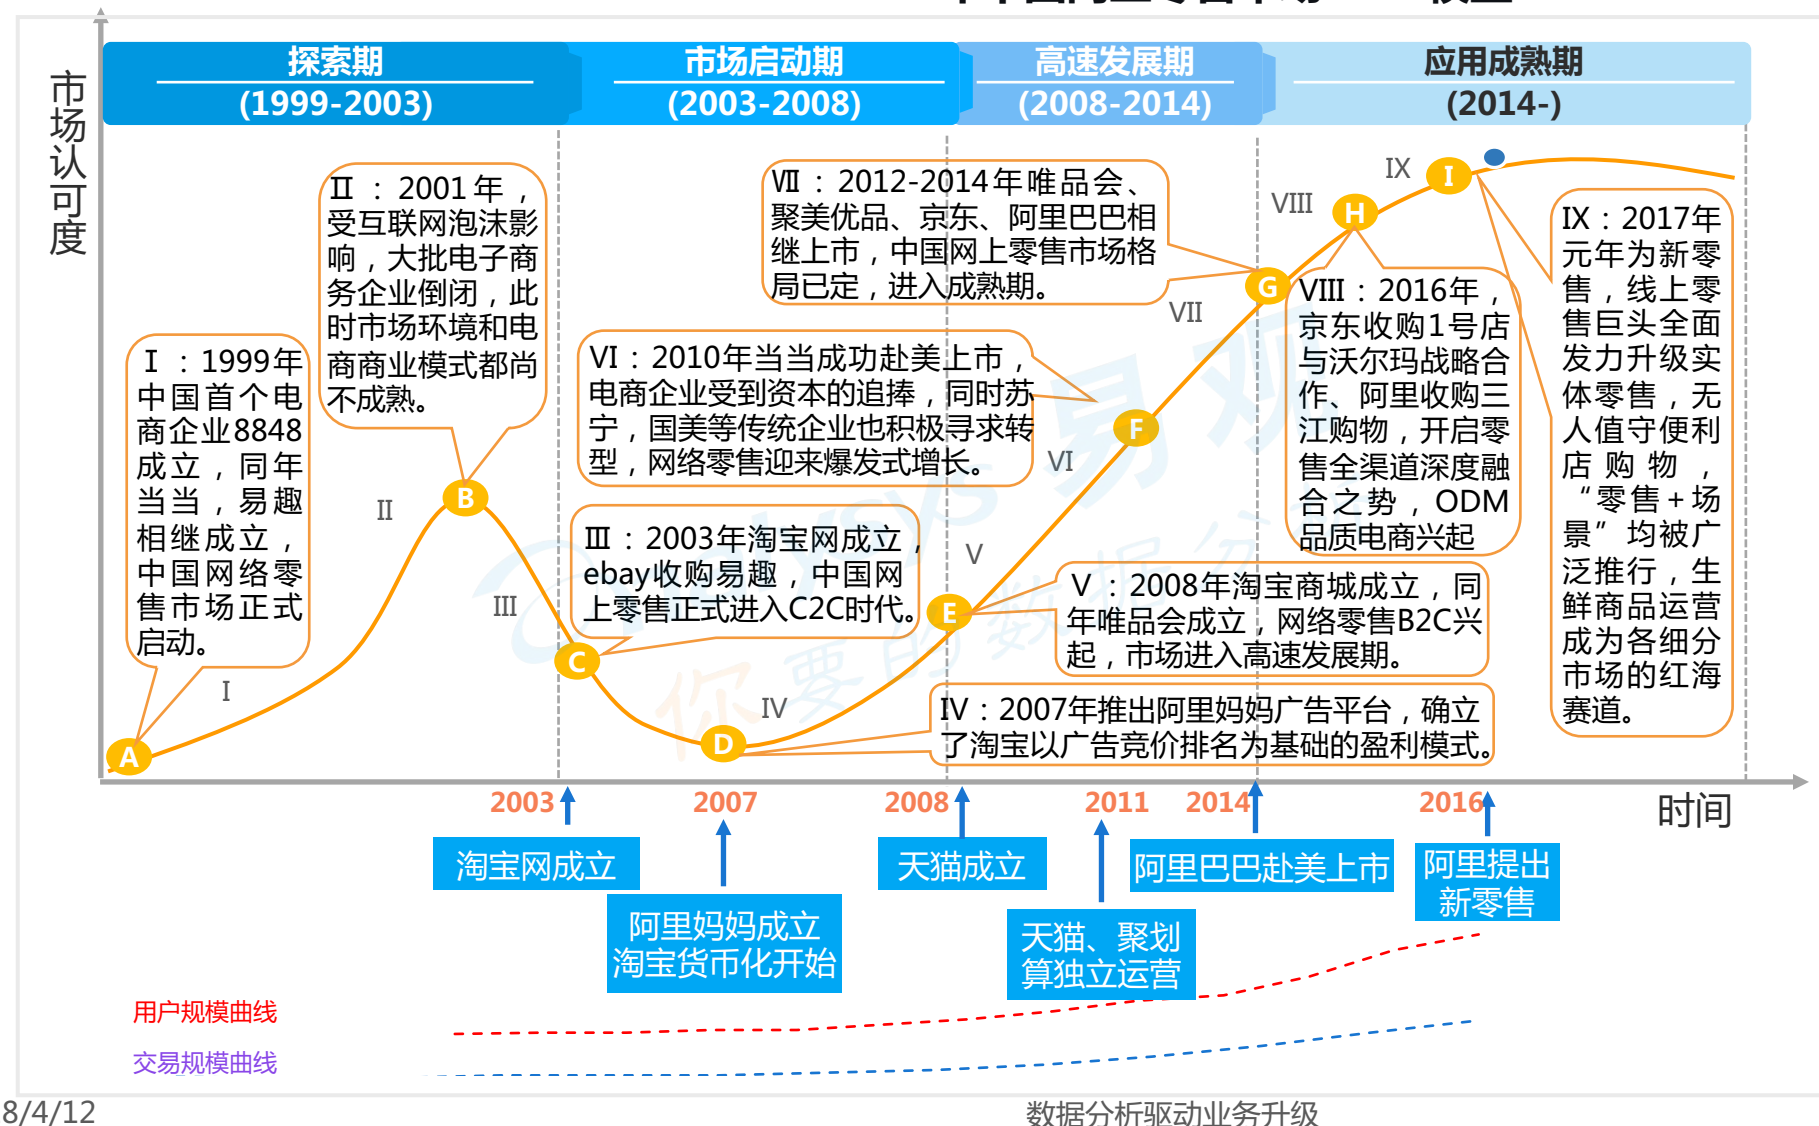 市场认可度
探索期
(1999-2003)
市场启动期
(2003-2008)
高速发展期
(2008-2014)
应用成熟期
(2014-)
Ⅰ：1999年
中国首个电
商企业8848
成立，同年
当当，易趣
相继成立，
中国网络零
售市场正式
启动。
Ⅱ：2001年，
受互联网泡沫影
响，大批电子商
务企业倒闭，此
时市场环境和电
商商业模式都尚
不成熟。
Ⅶ：2012-2014年唯品会、
聚美优品、京东、阿里巴巴相
继上市，中国网上零售市场格
局已定，进入成熟期。
VI：2010年当当成功赴美上市，
电商企业受到资本的追捧，同时苏
宁，国美等传统企业也积极寻求转
型，网络零售迎来爆发式增长。
Ⅲ：2003年淘宝网成立，
ebay收购易趣，中国网
上零售正式进入C2C时代。
Ⅴ：2008年淘宝商城成立，同
年唯品会成立，网络零售B2C兴
起，市场进入高速发展期。
IV：2007年推出阿里妈妈广告平台，确立
了淘宝以广告竞价排名为基础的盈利模式。
VIII：2016年，
京东收购1号店
与沃尔玛战略合
作、阿里收购三
江购物，开启零
售全渠道深度融
合之势，ODM
品质电商兴起
IX：2017年
元年为新零
售，线上零
售巨头全面
发力升级实
体零售，无
人值守便利
店购物，
“零售+场
景”均被广
泛推行，生
鲜商品运营
成为各细分
市场的红海
赛道。
A
B
C
D
E
F
G
H
I
I
II
III
IV
V
VI
VII
VIII
IX
易观
你要的数据分析
2003
2007
2008
2011
2014
2016
时间
淘宝网成立
阿里妈妈成立
淘宝货币化开始
天猫成立
天猫、聚划
算独立运营
阿里巴巴赴美上市
阿里提出
新零售
用户规模曲线
交易规模曲线
8/4/12
数据分析驱动业务升级